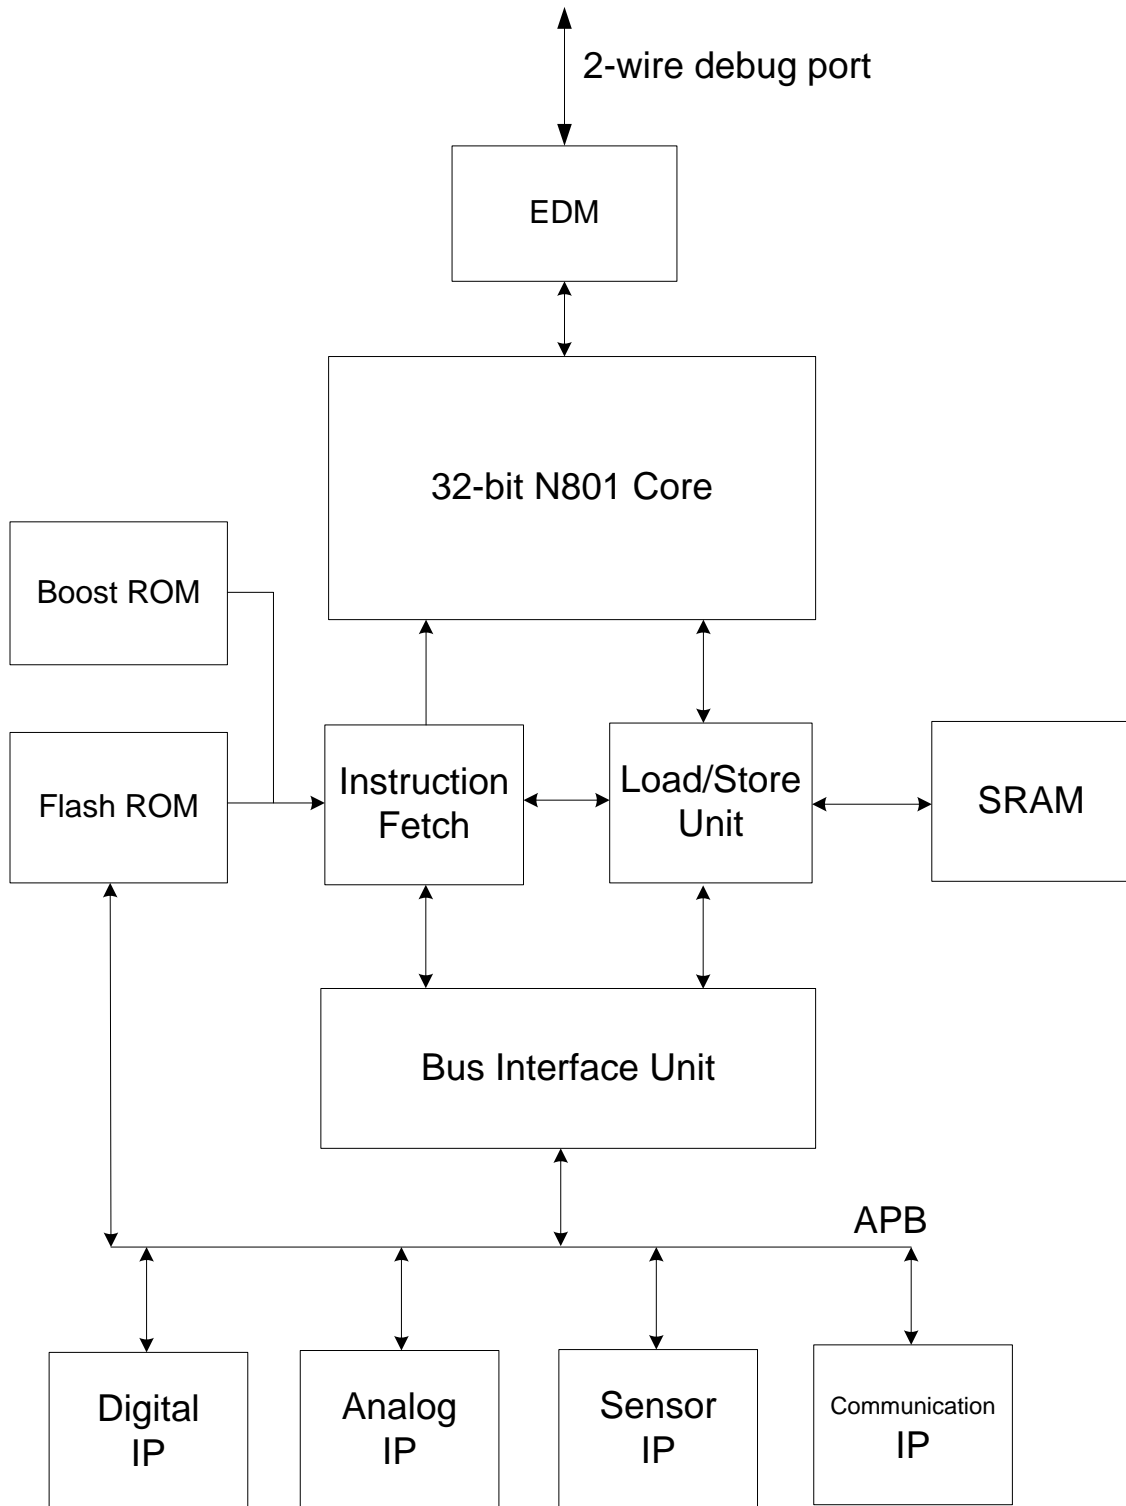 2-wire debug port
EDM
32-bit N801 Core
Boost ROM
Flash ROM
Instruction
Fetch
Load/Store
Unit
SRAM
Bus Interface Unit
APB
Digital
IP
Analog
IP
Sensor
IP
Communication
IP